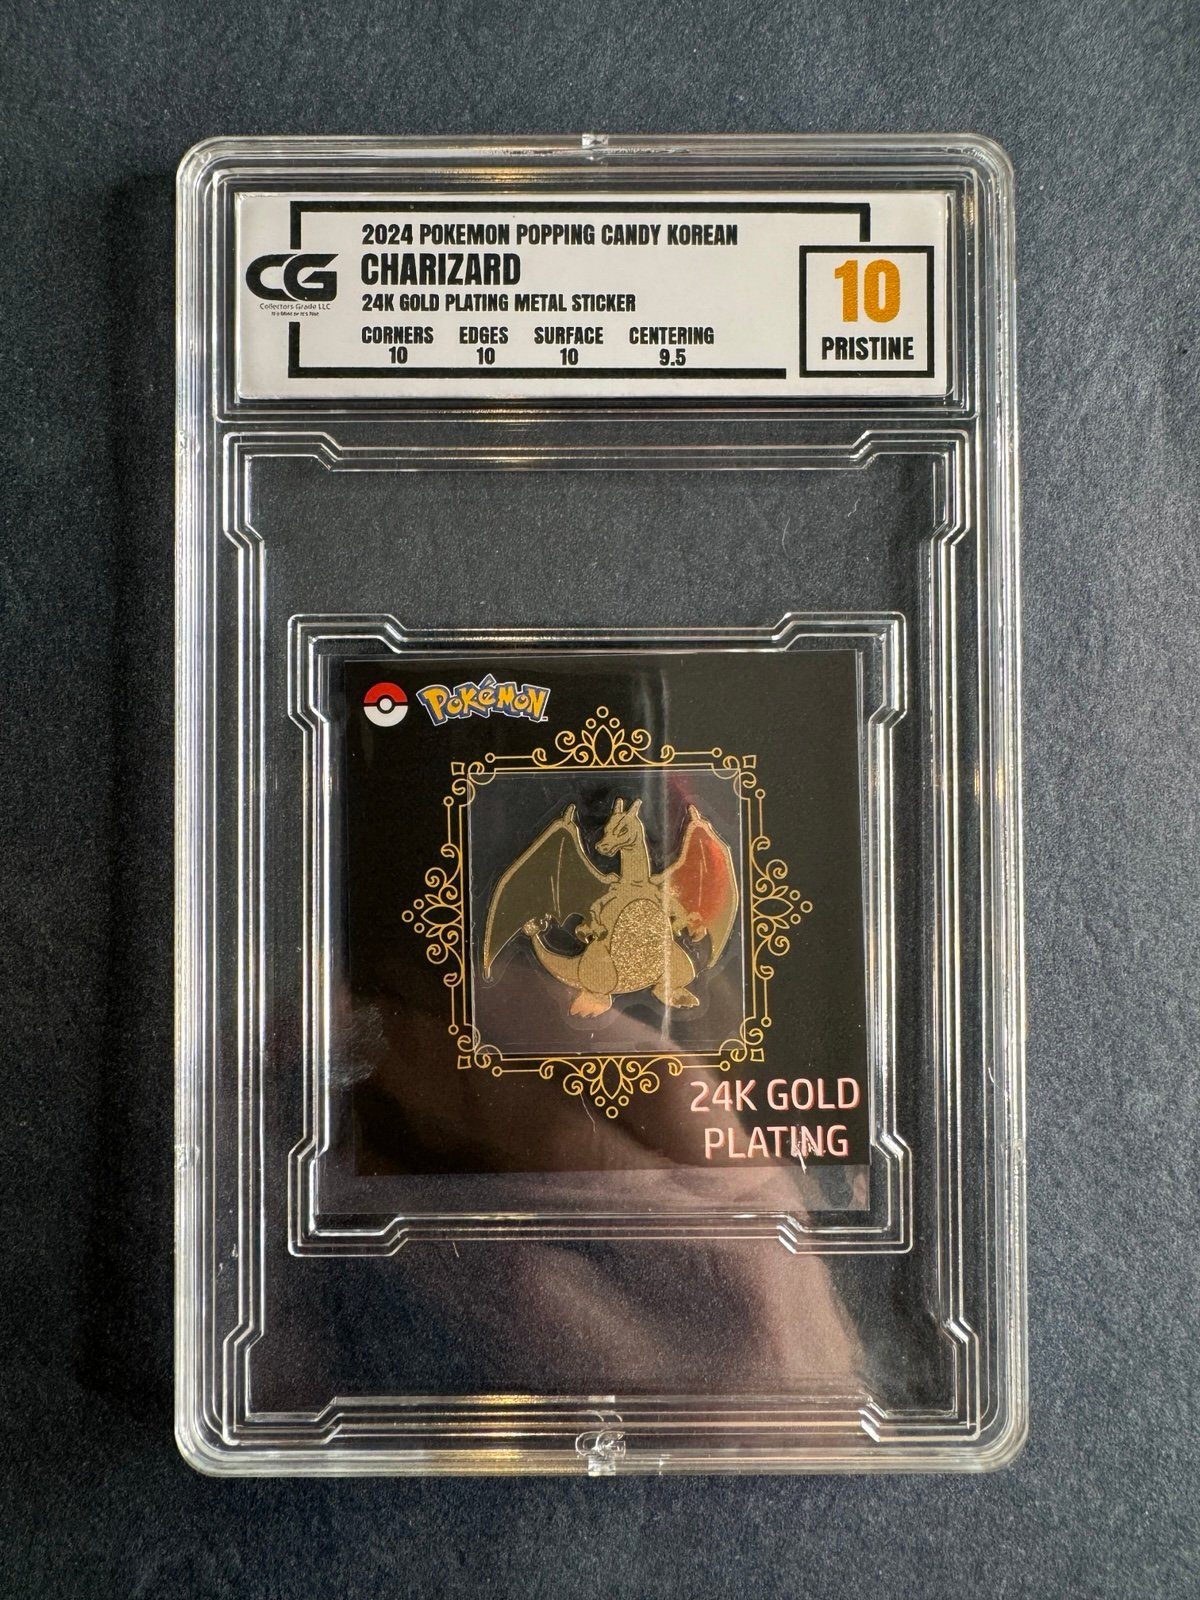 2024 POKEMON POPPING CANDY KOREAN
CG
CHARIZARD
Collectors Grade LLC
24K GOLD PLATING METAL STICKER
CORNERS EDGES SURFACE CENTERING
10 10 10 9.5
10
PRISTINE
POKéMON
24K GOLD
PLATING
CG